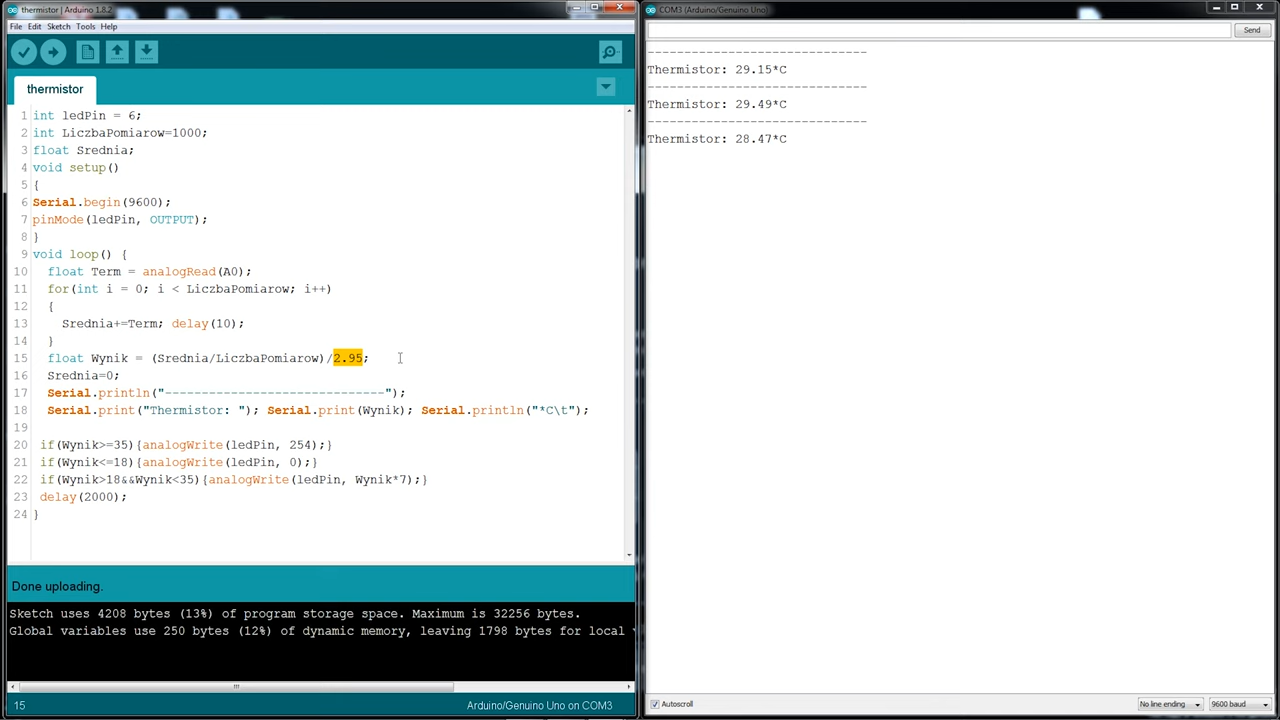 thermistor | Arduino 1.8.2
File Edit Sketch Tools Help
thermistor
1 int ledPin = 6;
2 int LiczbaPomiarow=1000;
3 float Srednia;
4 void setup()
5 {
6 Serial.begin(9600);
7 pinMode(ledPin, OUTPUT);
8 }
9 void loop() {
10 float Term = analogRead(A0);
11 for(int i = 0; i < LiczbaPomiarow; i++)
12 {
13 Srednia+=Term; delay(10);
14 }
15 float Wynik = (Srednia/LiczbaPomiarow)/2.95;
16 Srednia=0;
17 Serial.println("------------------------------");
18 Serial.print("Thermistor: "); Serial.print(Wynik); Serial.println("*C\t");
19
20 if(Wynik>=35){analogWrite(ledPin, 254);}
21 if(Wynik<=18){analogWrite(ledPin, 0);}
22 if(Wynik>18&&Wynik<35){analogWrite(ledPin, Wynik*7);}
23 delay(2000);
24 }
Done uploading.
Sketch uses 4208 bytes (13%) of program storage space. Maximum is 32256 bytes.
Global variables use 250 bytes (12%) of dynamic memory, leaving 1798 bytes for local
15
Arduino/Genuino Uno on COM3
COM3 (Arduino/Genuino Uno)
Send
------------------------------
Thermistor: 29.15*C
------------------------------
Thermistor: 29.49*C
------------------------------
Thermistor: 28.47*C
Autoscroll
No line ending
9600 baud